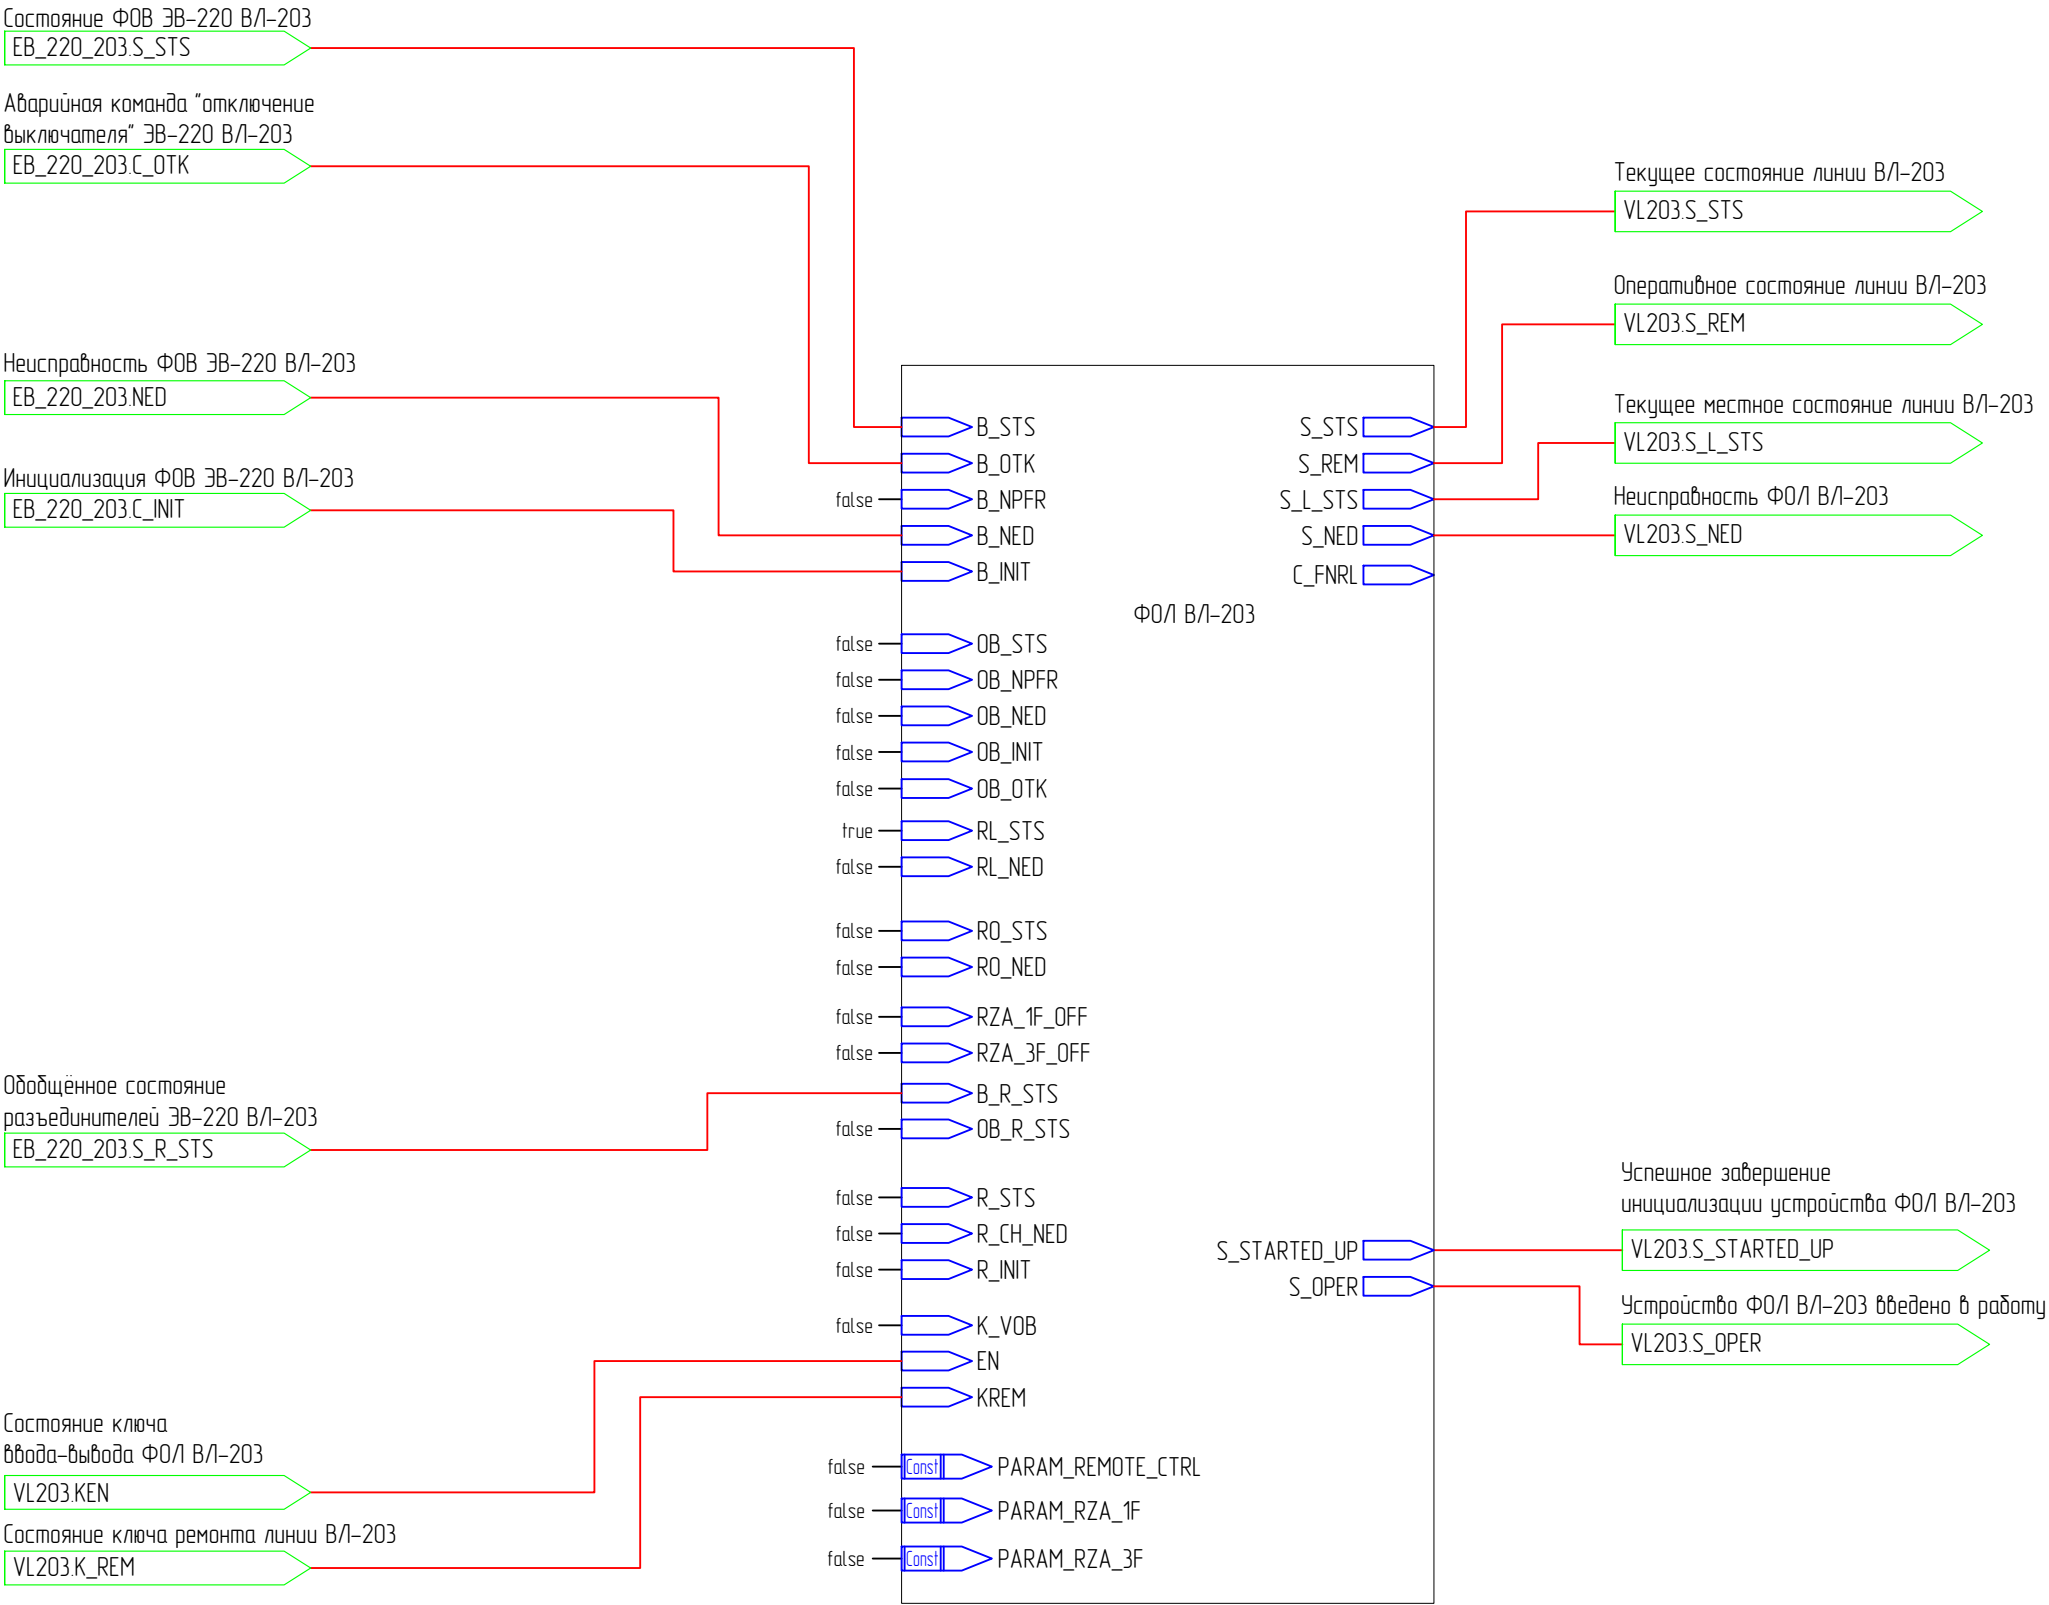 Состояние ФОВ ЭВ-220 ВЛ-203
EB_220_203.S_STS
Аварийная команда "отключение
выключателя" ЭВ-220 ВЛ-203
EB_220_203.C_OTK
Неисправность ФОВ ЭВ-220 ВЛ-203
EB_220_203.NED
Инициализация ФОВ ЭВ-220 ВЛ-203
EB_220_203.C_INIT
Обобщённое состояние
разъединителей ЭВ-220 ВЛ-203
EB_220_203.S_R_STS
Состояние ключа
ввода-вывода ФОЛ ВЛ-203
VL203.KEN
Состояние ключа ремонта линии ВЛ-203
VL203.K_REM
B_STS
B_OTK
false B_NPFR
B_NED
B_INIT
false OB_STS
false OB_NPFR
false OB_NED
false OB_INIT
false OB_OTK
true RL_STS
false RL_NED
false RO_STS
false RO_NED
false RZA_1F_OFF
false RZA_3F_OFF
B_R_STS
false OB_R_STS
false R_STS
false R_CH_NED
false R_INIT
false K_VOB
EN
KREM
false Const PARAM_REMOTE_CTRL
false Const PARAM_RZA_1F
false Const PARAM_RZA_3F
ФОЛ ВЛ-203
S_STS
S_REM
S_L_STS
S_NED
C_FNRL
S_STARTED_UP
S_OPER
Текущее состояние линии ВЛ-203
VL203.S_STS
Оперативное состояние линии ВЛ-203
VL203.S_REM
Текущее местное состояние линии ВЛ-203
VL203.S_L_STS
Неисправность ФОЛ ВЛ-203
VL203.S_NED
Успешное завершение
инициализации устройства ФОЛ ВЛ-203
VL203.S_STARTED_UP
Устройство ФОЛ ВЛ-203 введено в работу
VL203.S_OPER